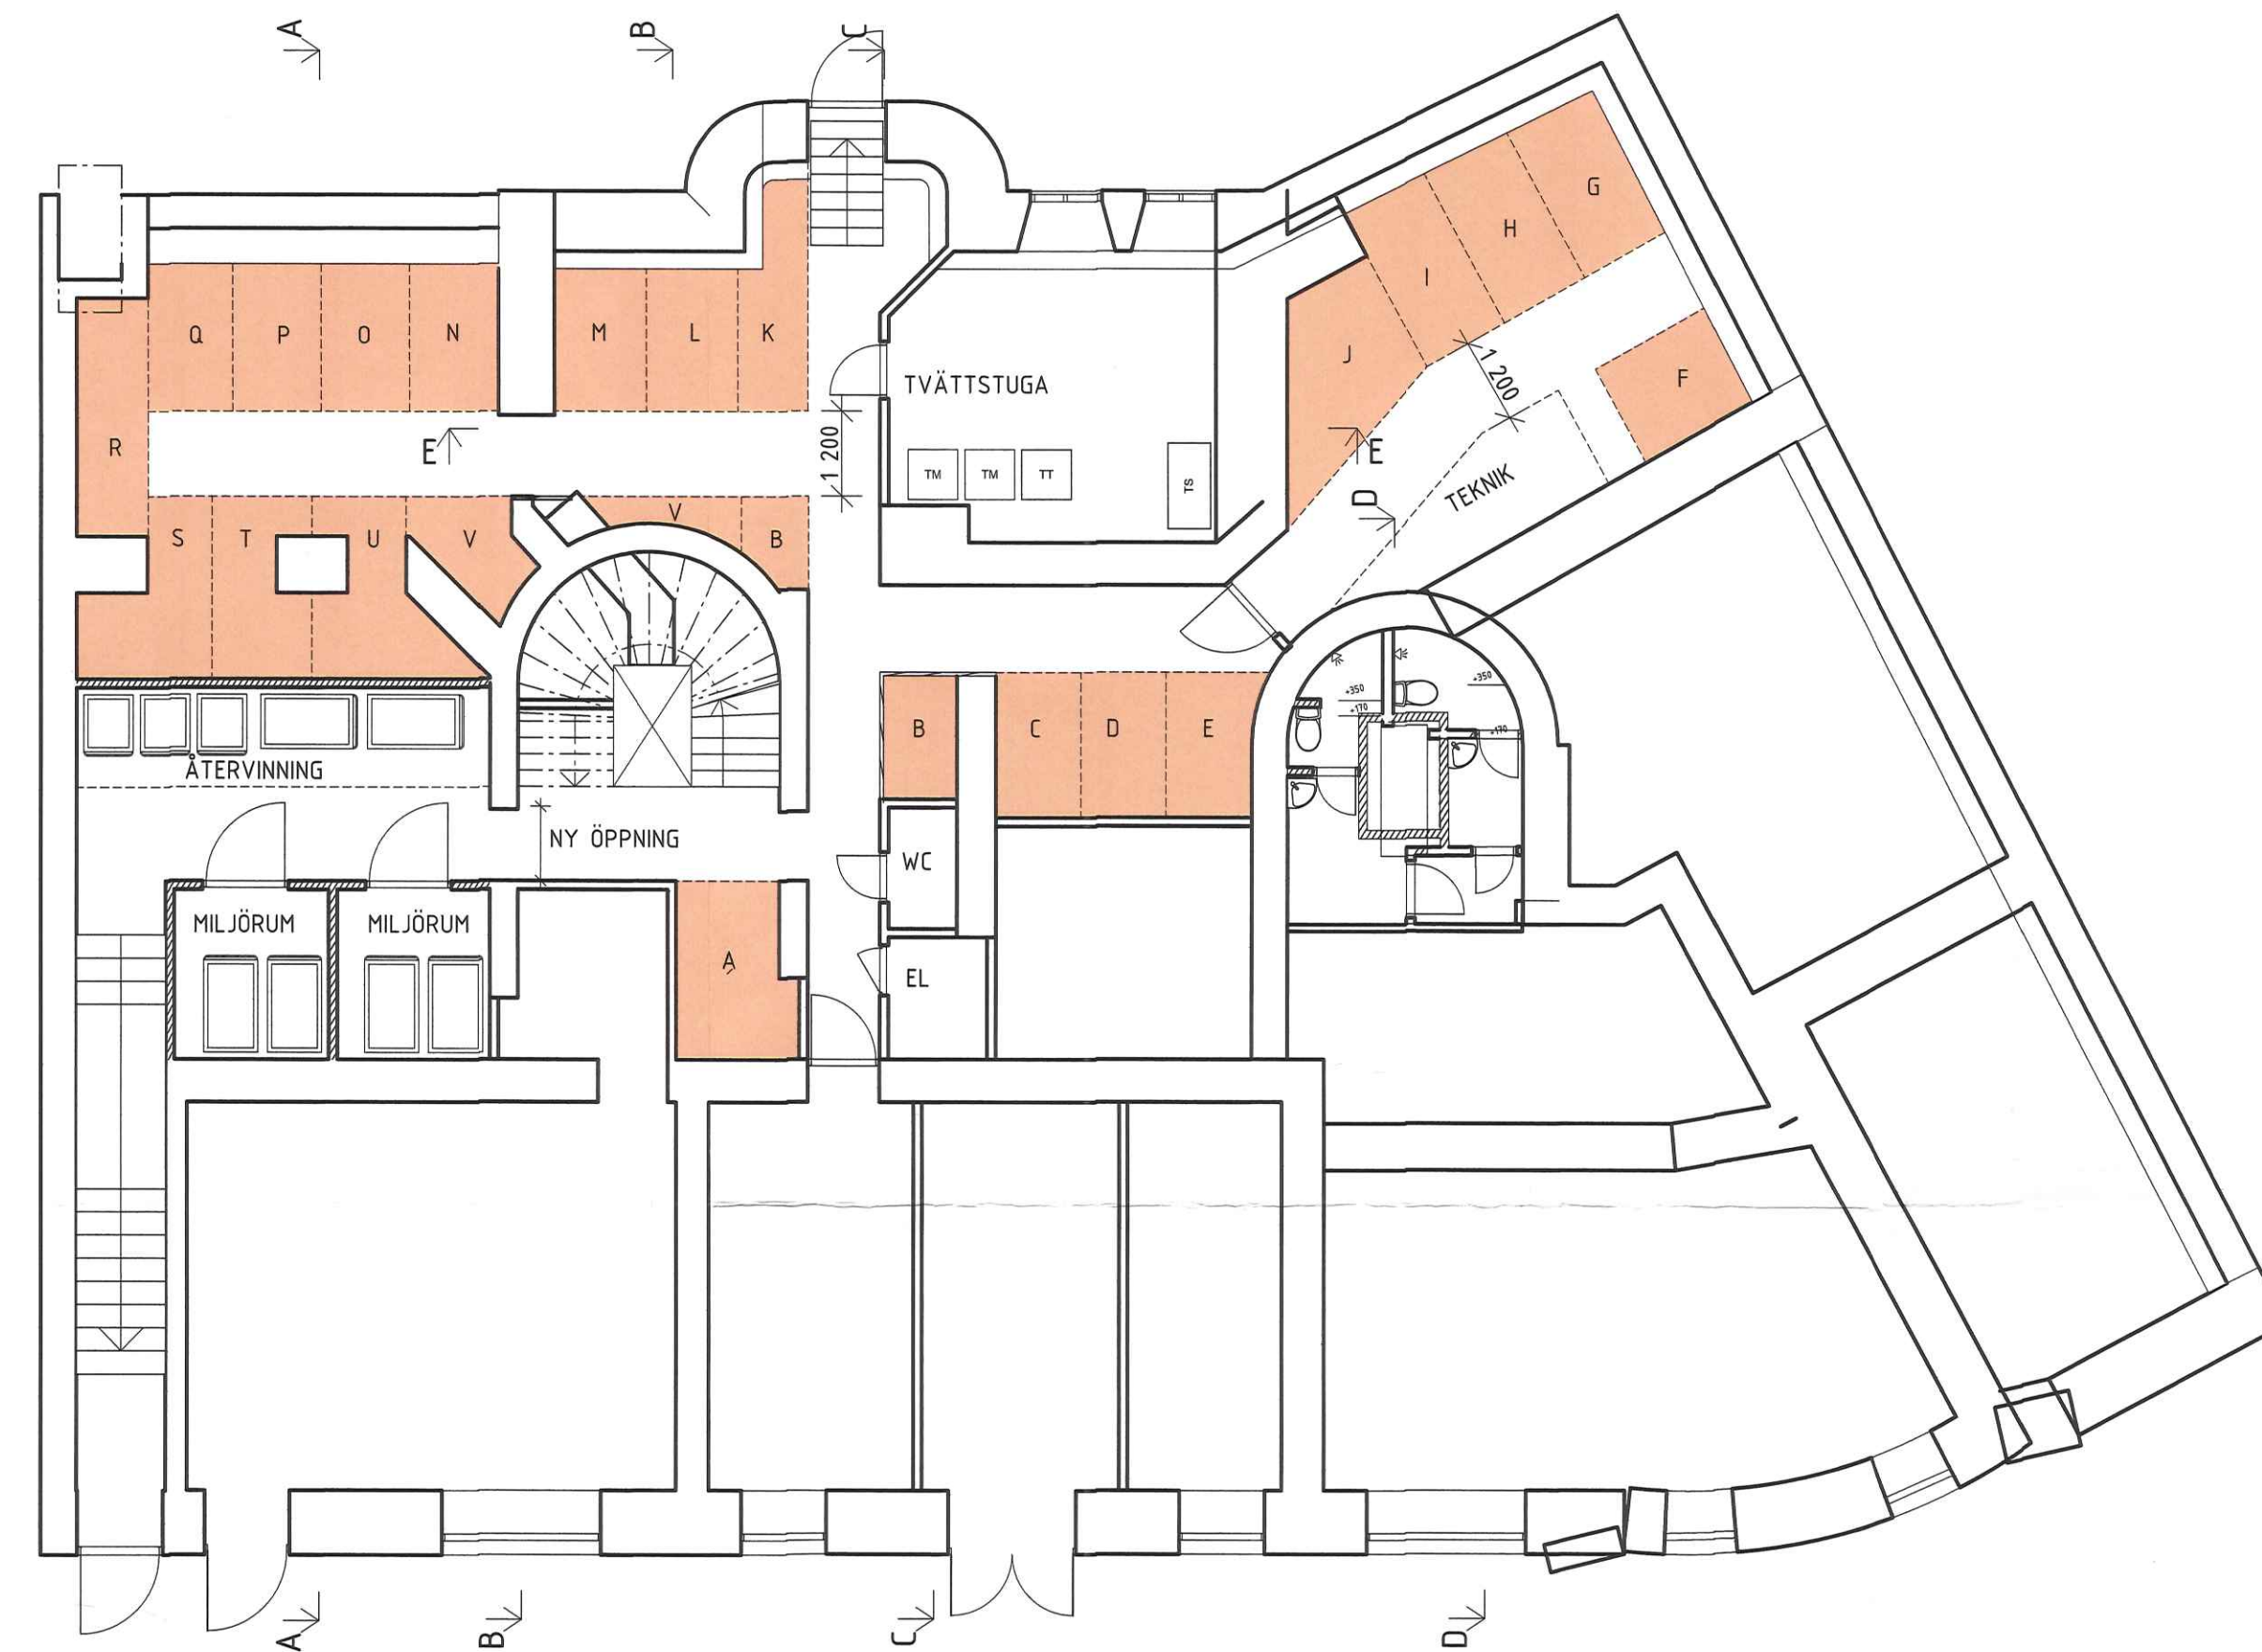 A
B
C
G
H
I
J
F
Q
P
O
N
M
L
K
R
TVÄTTSTUGA
1 200
E
1 200
E
TM
TM
TT
TS
D
TEKNIK
S
T
U
V
V
B
B
C
D
E
+350
+350
+170
+170
ÅTERVINNING
NY ÖPPNING
WC
MILJÖRUM
MILJÖRUM
A
EL
A
B
C
D